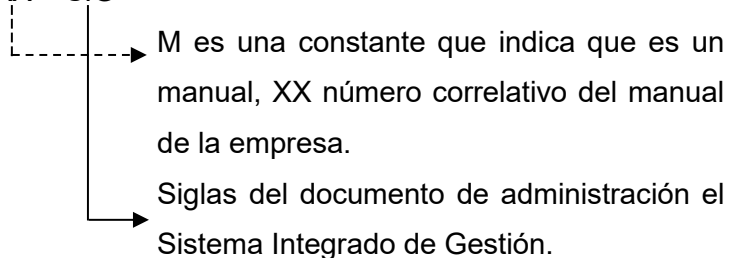 M es una constante que indica que es un
manual, XX número correlativo del manual
de la empresa.
Siglas del documento de administración el
Sistema Integrado de Gestión.